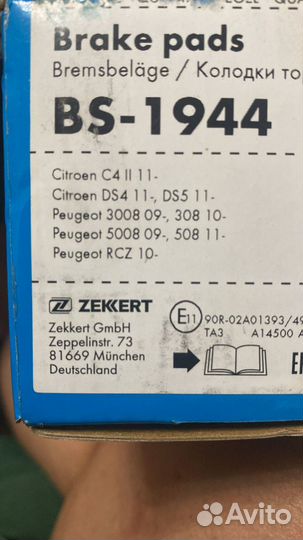 Brake pads
Bremsbeläge / Колодки то
BS-1944
Citroen C4 II 11-
Citroen DS4 11-, DS5 11-
Peugeot 3008 09-, 308 10-
Peugeot 5008 09-, 508 11-
Peugeot RCZ 10-
ZEKKERT
Zekkert GmbH
Zeppelinstr. 73
81669 München
Deutschland
E11 90R-02A01393/49
TA3 A14500 A
Avito